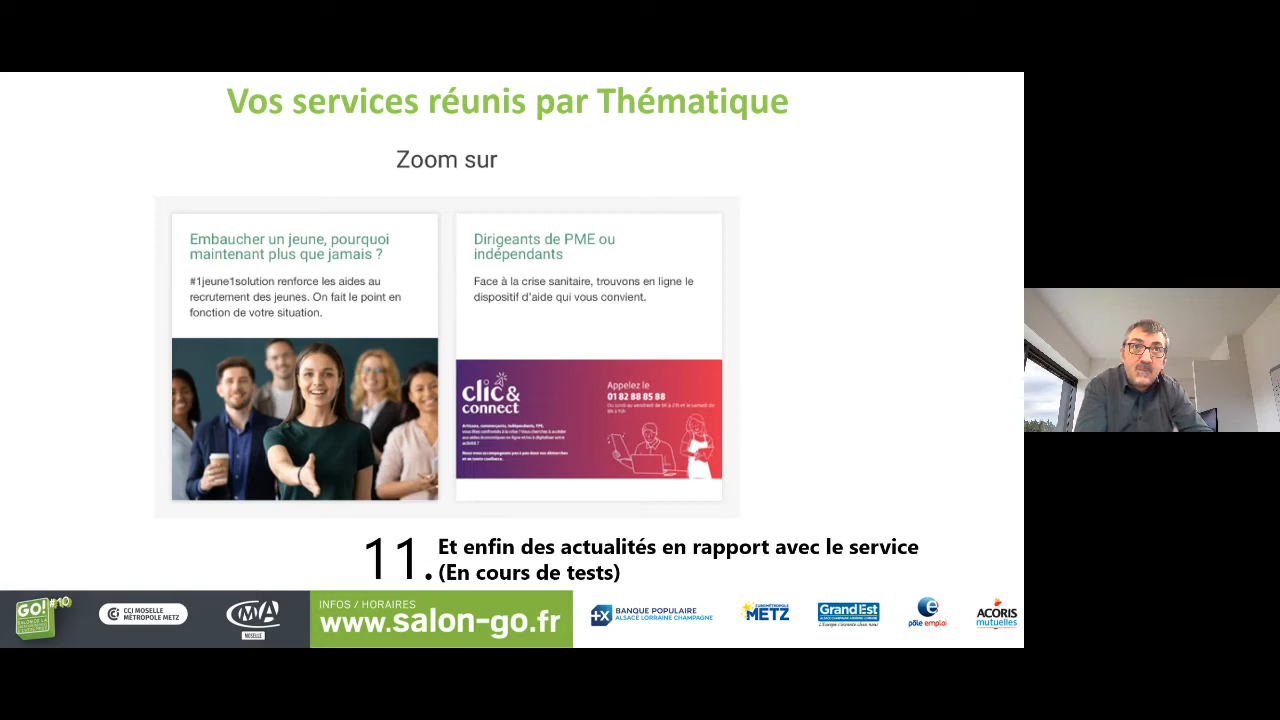 Vos services réunis par Thématique
Zoom sur
Embaucher un jeune, pourquoi
maintenant plus que jamais ?
#1jeune1solution renforce les aides au
recrutement des jeunes. On fait le point en
fonction de votre situation.
Dirigeants de PME ou
indépendants
Face à la crise sanitaire, trouvons en ligne le
dispositif d'aide qui vous convient.
clic&
connect
Appelez le
01 82 88 85 88
11. Et enfin des actualités en rapport avec le service
(En cours de tests)
GO! #10
CCI MOSELLE
MÉTROPOLE METZ
CMA
MOSELLE
INFOS / HORAIRES
www.salon-go.fr
BANQUE POPULAIRE
ALSACE LORRAINE CHAMPAGNE
EUROMÉTROPOLE
METZ
Grand Est
pôle emploi
ACORIS
mutuelles